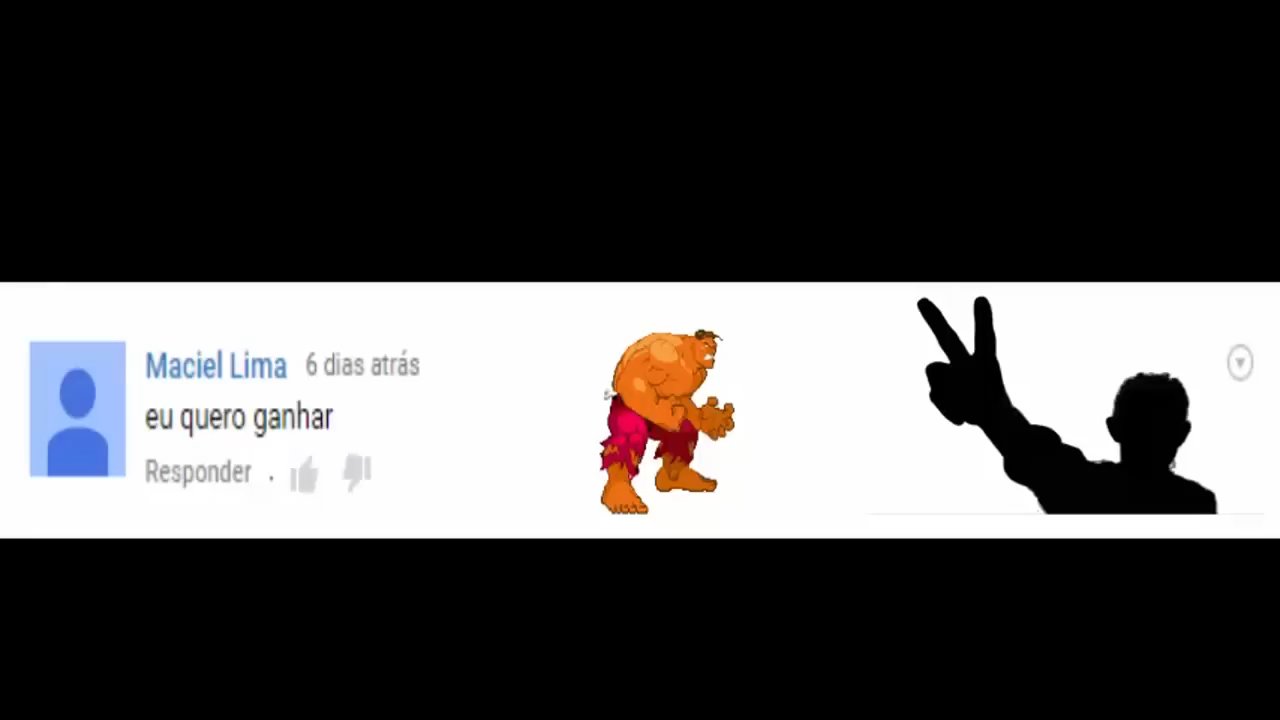 Maciel Lima 6 dias atrás
eu quero ganhar
Responder .